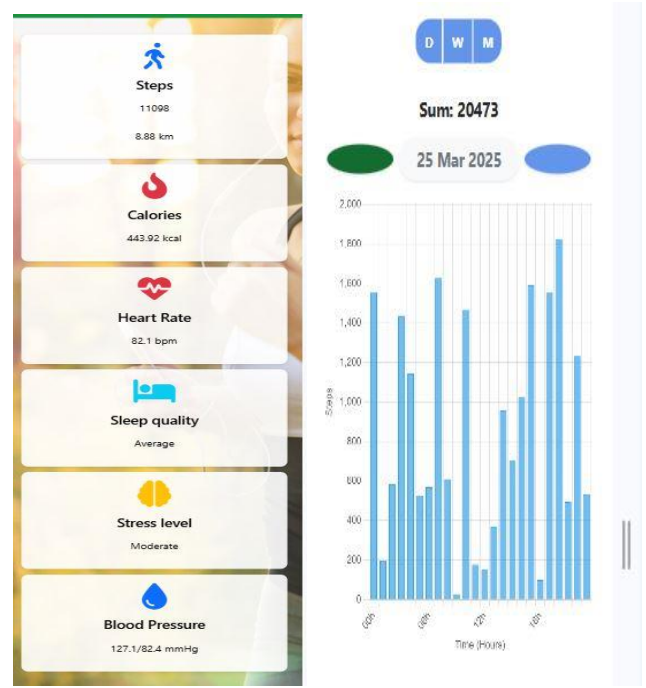 Steps
11098
8.88 km
Calories
443.92 kcal
Heart Rate
82.1 bpm
Sleep quality
Average
Stress level
Moderate
Blood Pressure
127.1/82.4 mmHg
D W M
Sum: 20473
25 Mar 2025
2,000
1,800
1,600
1,400
1,200
1,000
800
600
400
200
0
Steps
00h 06h 12h 18h
Time (Hours)